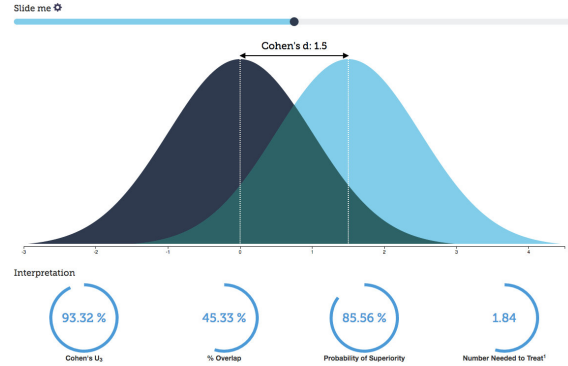 Slide me
Cohen's d: 1.5
-3 -2 -1 0 1 2 3 4
Interpretation
93.32 % 45.33 % 85.56 % 1.84
Cohen's U₃ % Overlap Probability of Superiority Number Needed to Treat¹